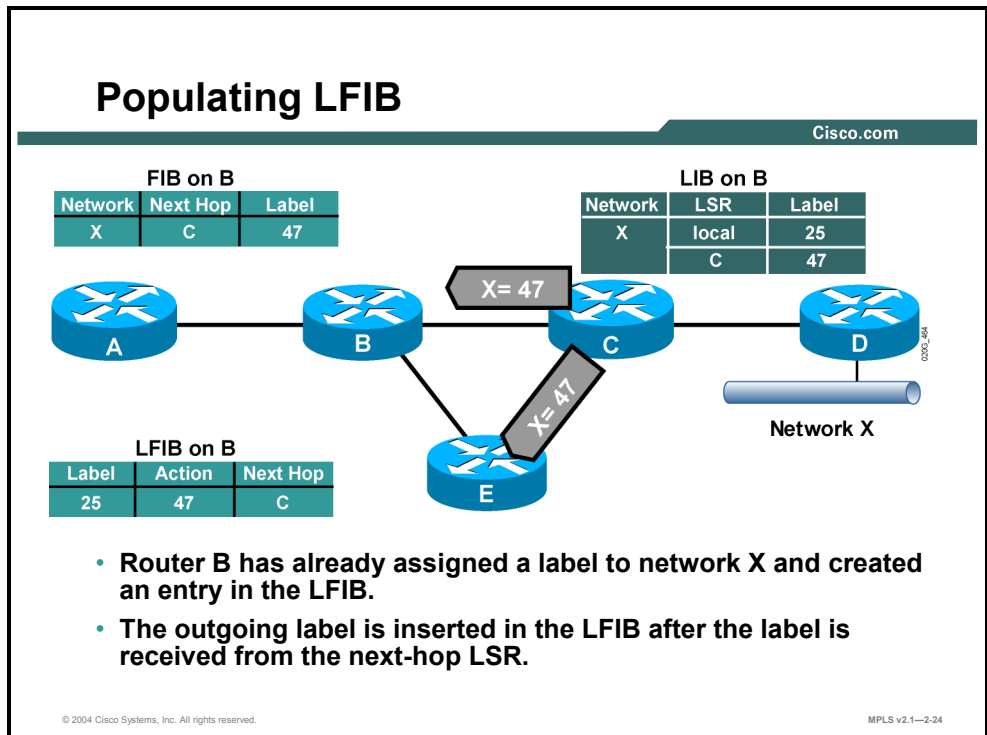 Populating LFIB
Cisco.com
FIB on B
Network Next Hop Label
X C 47
LIB on B
Network LSR Label
X local 25
C 47
X= 47
A
B
C
D
020G_464
X= 47
Network X
E
LFIB on B
Label Action Next Hop
25 47 C
• Router B has already assigned a label to network X and created
an entry in the LFIB.
• The outgoing label is inserted in the LFIB after the label is
received from the next-hop LSR.
© 2004 Cisco Systems, Inc. All rights reserved.
MPLS v2.1—2-24